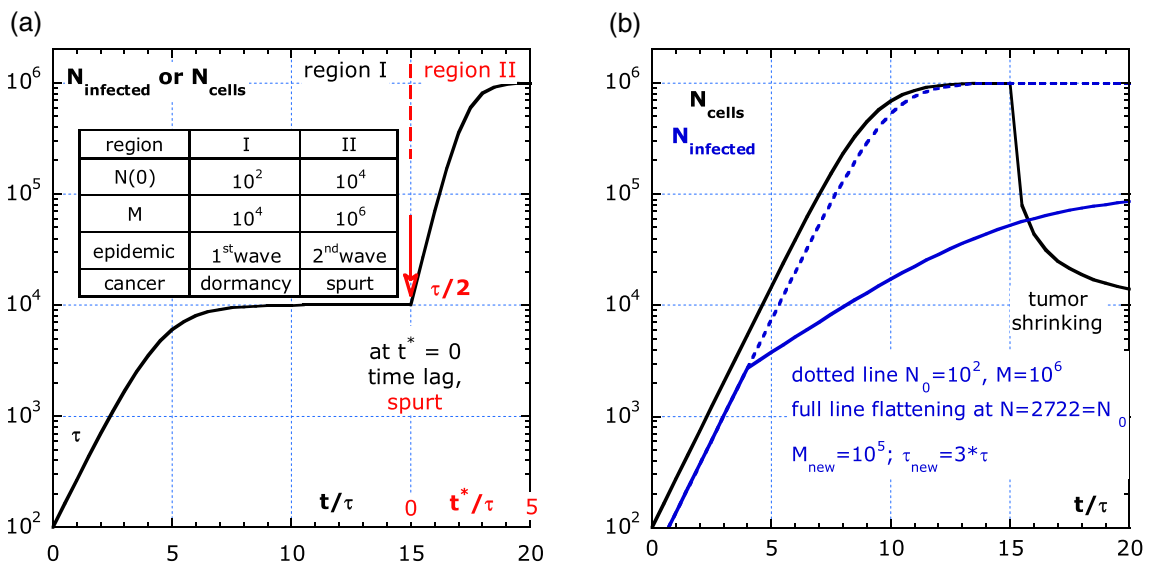 (a)
N_infected or N_cells
region I
region II
region I II
N(0) 10^2 10^4
M 10^4 10^6
epidemic 1^st wave 2^nd wave
cancer dormancy spurt
τ/2
at t^* = 0
time lag,
spurt
τ
t/τ
0 t^*/τ 5
10^6
10^5
10^4
10^3
10^2
0 5 10 15 20
(b)
N_cells
N_infected
tumor
shrinking
dotted line N_0=10^2, M=10^6
full line flattening at N=2722=N_0
M_new=10^5; τ_new=3*τ
t/τ
10^6
10^5
10^4
10^3
10^2
0 5 10 15 20